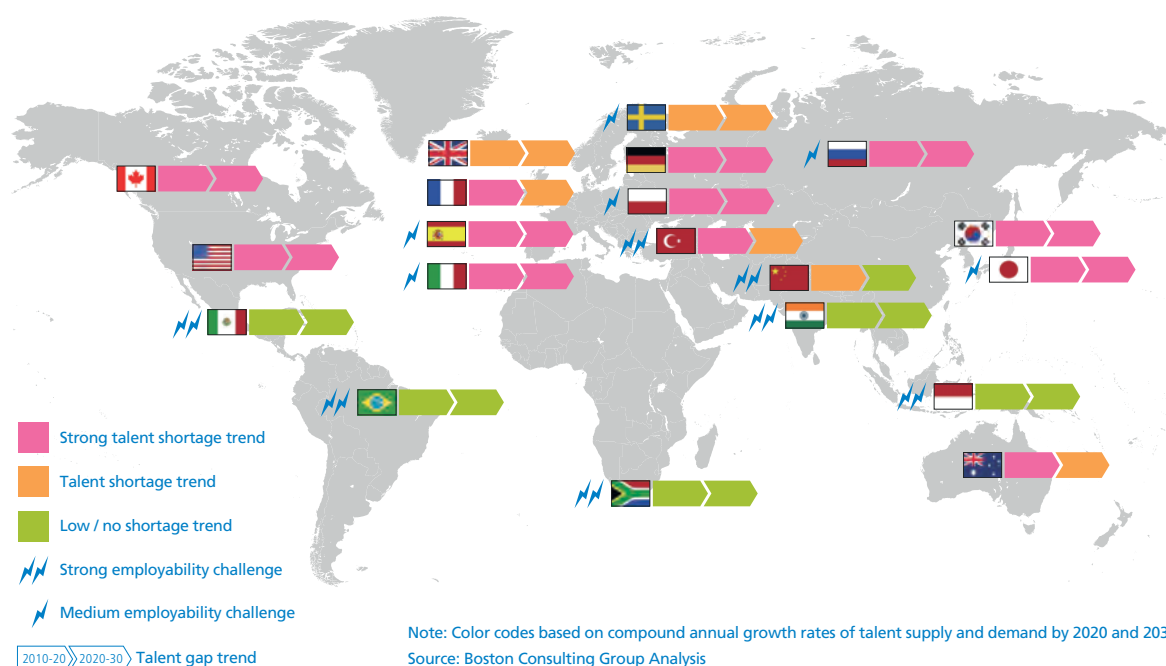 Strong talent shortage trend
Talent shortage trend
Low / no shortage trend
Strong employability challenge
Medium employability challenge
2010-20 2020-30 Talent gap trend
Note: Color codes based on compound annual growth rates of talent supply and demand by 2020 and 203
Source: Boston Consulting Group Analysis